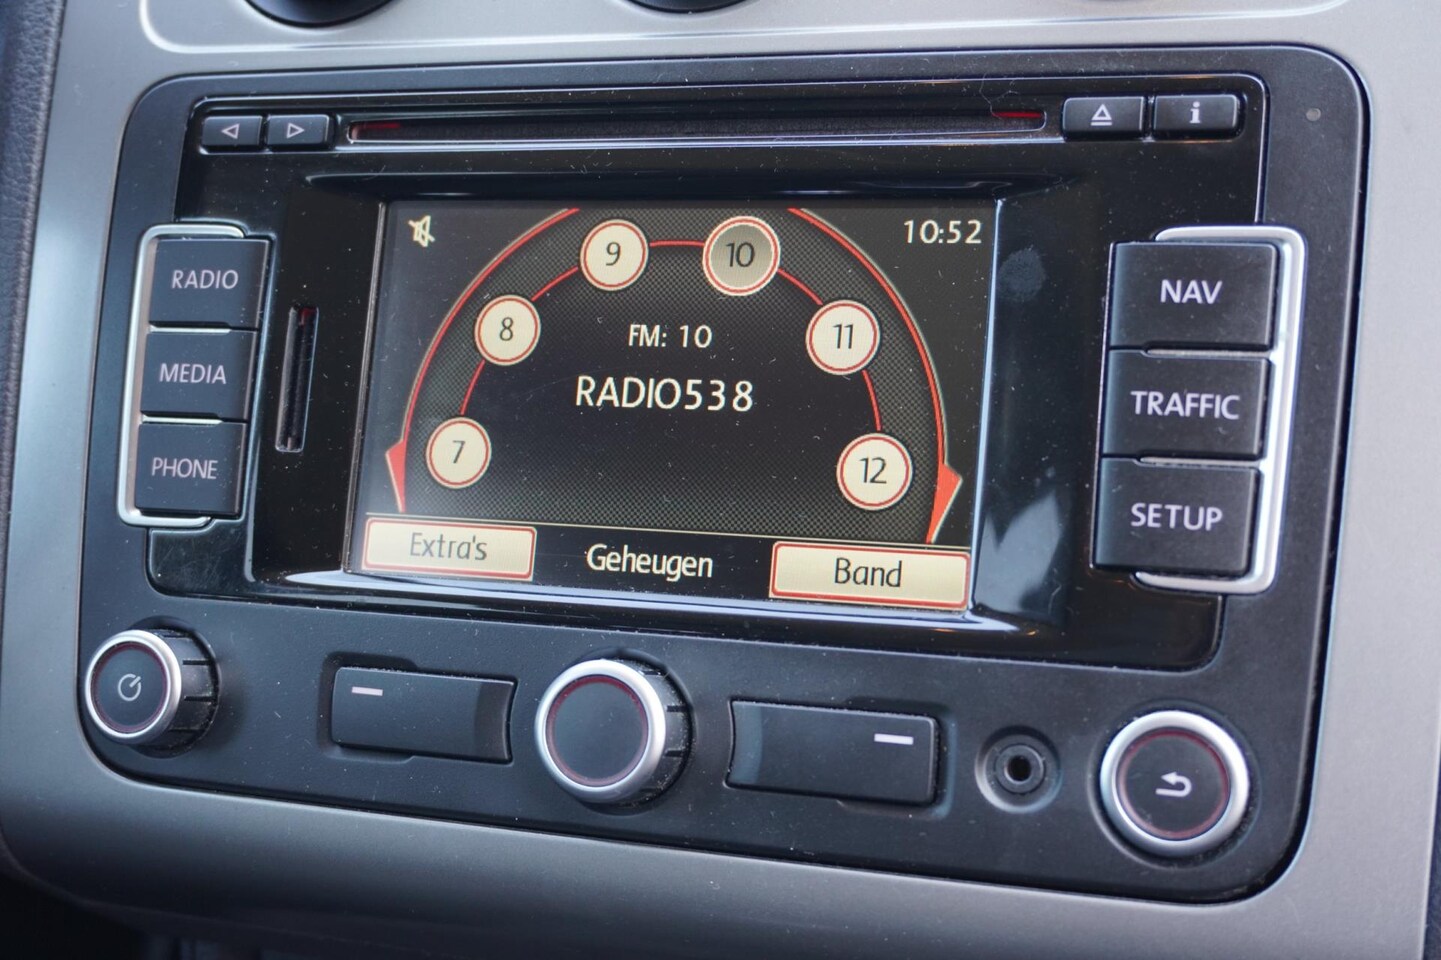 i
10:52
9
10
8
11
7
12
FM: 10
RADIO538
Extra's
Geheugen
Band
RADIO
MEDIA
PHONE
NAV
TRAFFIC
SETUP